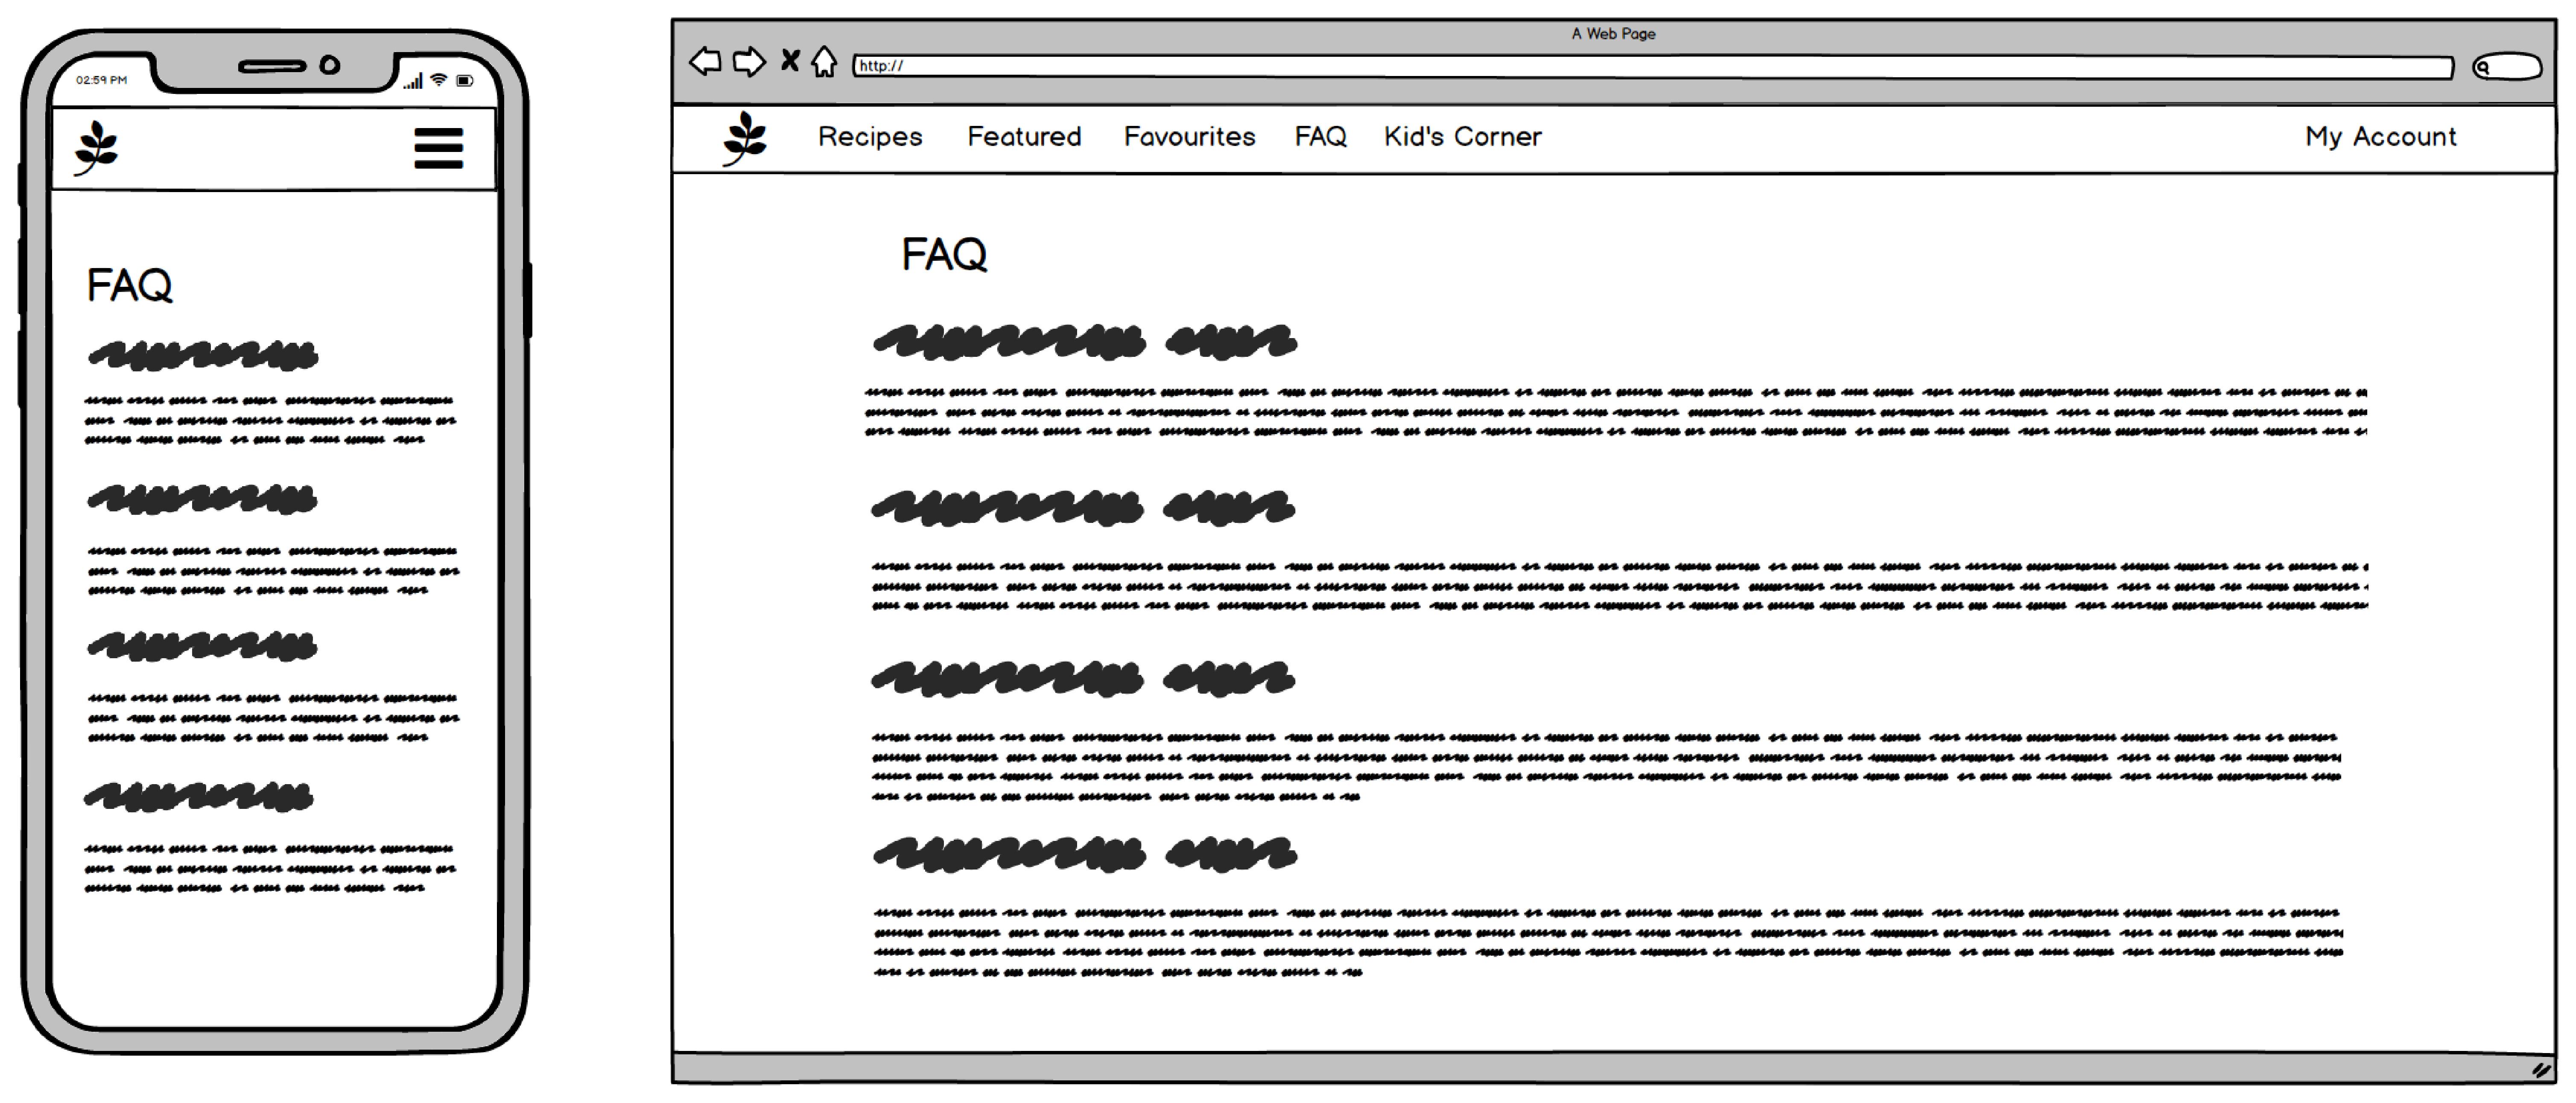 02:59 PM
FAQ
A Web Page
http://
Recipes Featured Favourites FAQ Kid's Corner My Account
FAQ